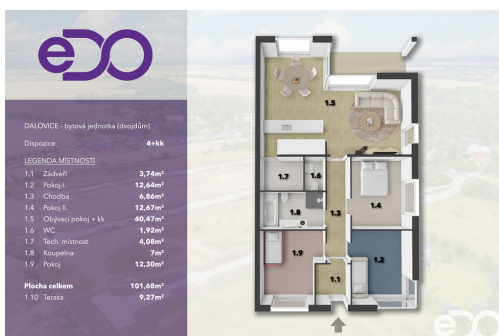 eDO
DALOVICE - bytová jednotka (dvojdům)
Dispozice 4+kk
LEGENDA MÍSTNOSTÍ
1.1 Zádveří 3,74m²
1.2 Pokoj I. 12,64m²
1.3 Chodba 6,86m²
1.4 Pokoj II. 12,67m²
1.5 Obývací pokoj + kk 40,47m²
1.6 WC 1,92m²
1.7 Tech. místnost 4,08m²
1.8 Koupelna 7m²
1.9 Pokoj 12,30m²
Plocha celkem 101,68m²
1.10 Terasa 9,27m²
1.5
1.7
1.6
1.4
1.8
1.3
1.9
1.2
1.1
eDO